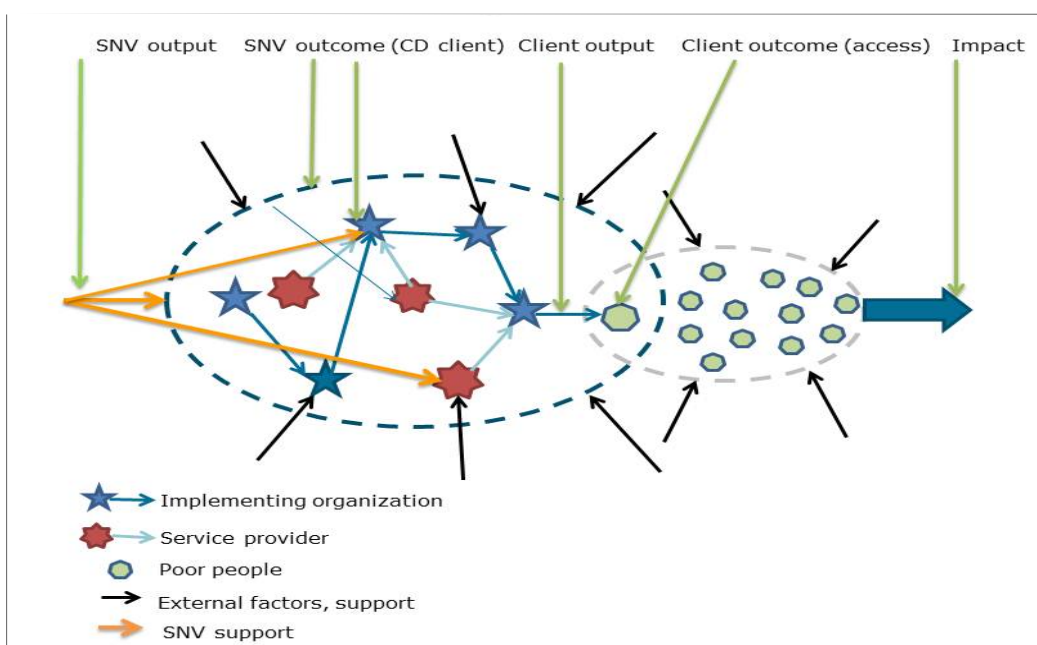 SNV output
SNV outcome (CD client)
Client output
Client outcome (access)
Impact
Implementing organization
Service provider
Poor people
External factors, support
SNV support